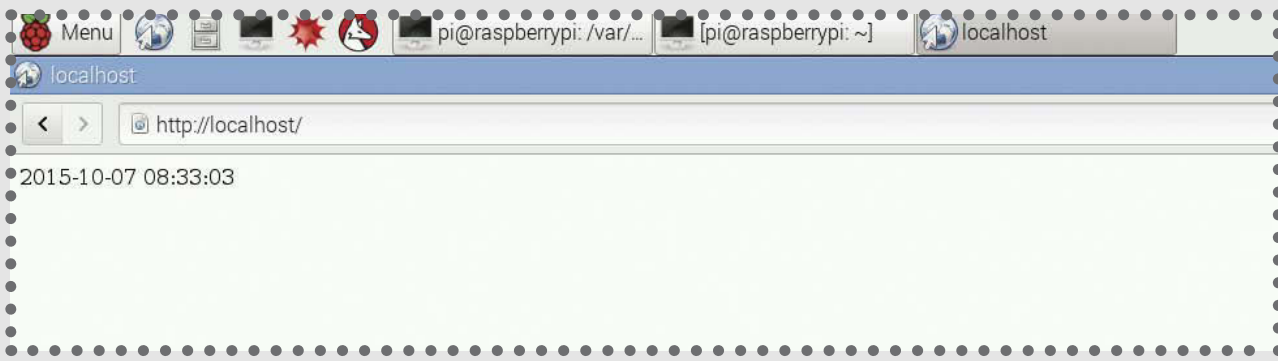 Menu pi@raspberrypi: /var/... [pi@raspberrypi: ~] localhost
localhost
http://localhost/
2015-10-07 08:33:03